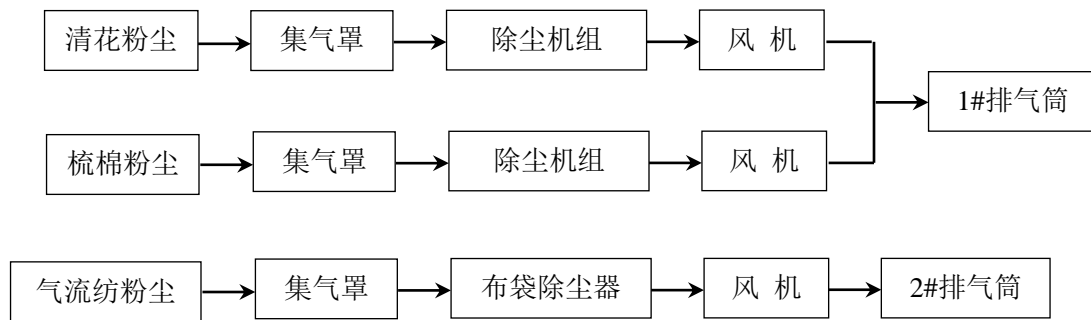 清花粉尘
集气罩
除尘机组
风 机
1#排气筒
梳棉粉尘
集气罩
除尘机组
风 机
气流纺粉尘
集气罩
布袋除尘器
风 机
2#排气筒